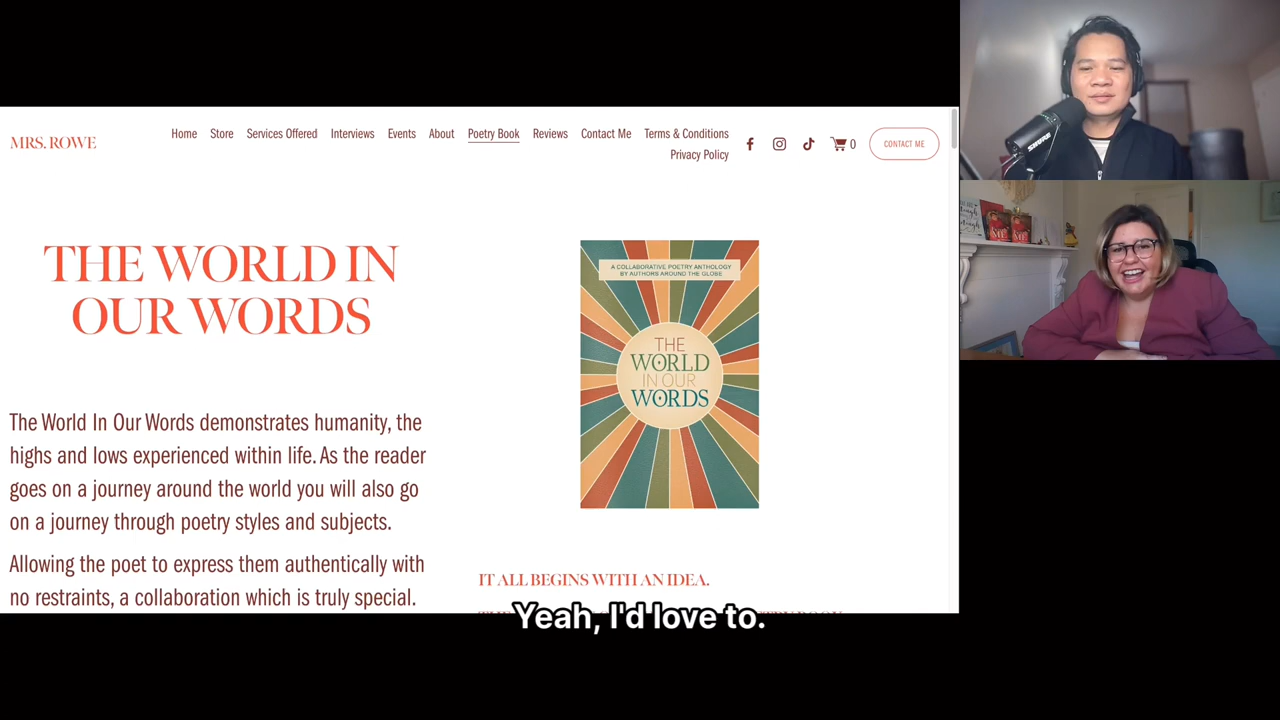 MRS. ROWE
Home Store Services Offered Interviews Events About Poetry Book Reviews Contact Me Terms & Conditions
Privacy Policy
0
CONTACT ME
THE WORLD IN
OUR WORDS
The World In Our Words demonstrates humanity, the
highs and lows experienced within life. As the reader
goes on a journey around the world you will also go
on a journey through poetry styles and subjects.
Allowing the poet to express them authentically with
no restraints, a collaboration which is truly special.
A COLLABORATIVE POETRY ANTHOLOGY
BY AUTHORS AROUND THE GLOBE
THE
WORLD
IN OUR
WORDS
IT ALL BEGINS WITH AN IDEA.
Yeah, I'd love to.
SHURE